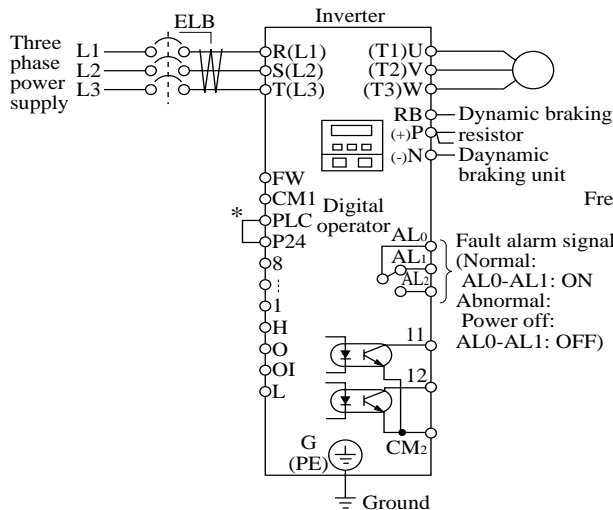 Inverter
ELB
Three
phase
power
supply
L1
L2
L3
R(L1)
S(L2)
T(L3)
(T1)U
(T2)V
(T3)W
RB
(+)P
(-)N
Dynamic braking
resistor
Daynamic
braking unit
Fre
FW
CM1
*
PLC
P24
8
1
H
O
OI
L
Digital
operator
AL0
AL1
AL2
Fault alarm signal
(Normal:
AL0-AL1: ON
Abnormal:
Power off:
AL0-AL1: OFF)
11
12
CM2
G
(PE)
Ground